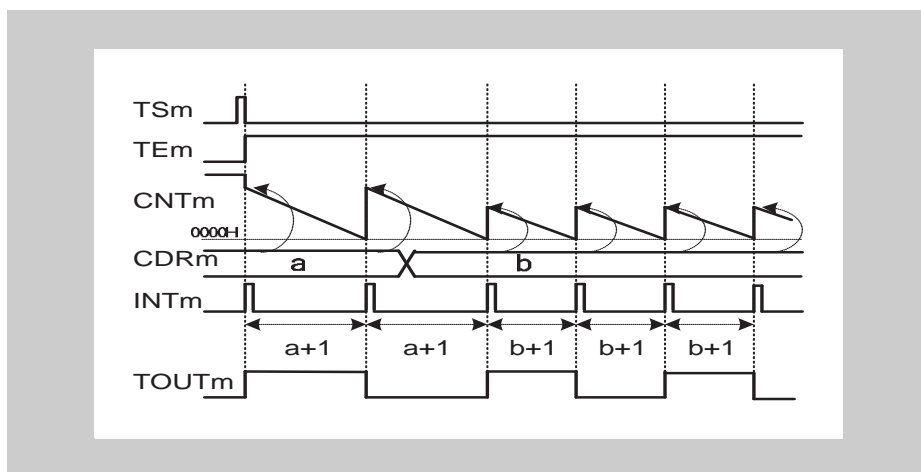 TSm
TEm
CNTm
0000H
CDRm
a
b
INTm
a+1 a+1 b+1 b+1 b+1
TOUTm